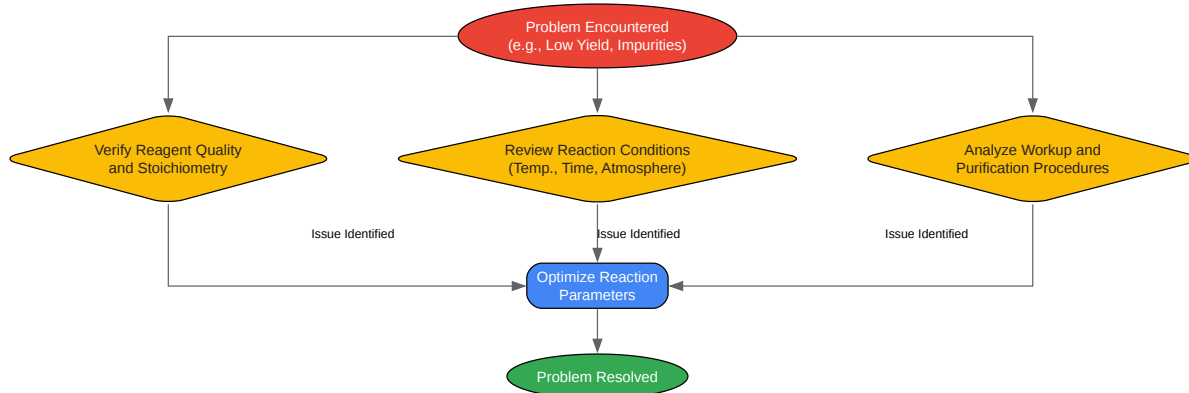 Problem Encountered
(e.g., Low Yield, Impurities)
Verify Reagent Quality
and Stoichiometry
Review Reaction Conditions
(Temp., Time, Atmosphere)
Analyze Workup and
Purification Procedures
Issue Identified
Issue Identified
Issue Identified
Optimize Reaction
Parameters
Problem Resolved